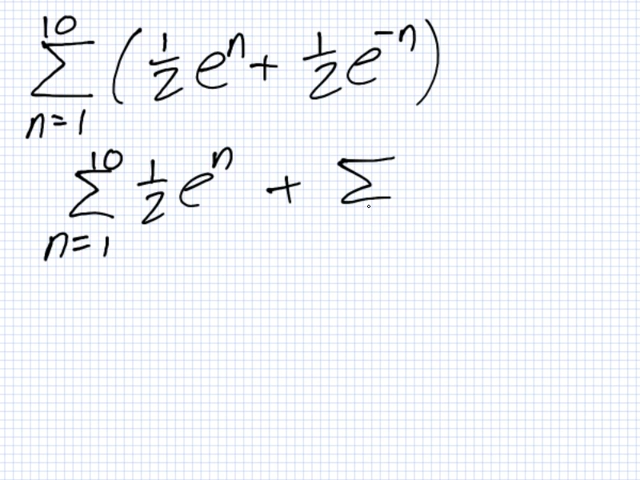 ∑_{n=1}^{10} (½eⁿ + ½e⁻ⁿ)
∑_{n=1}^{10} ½eⁿ + ∑